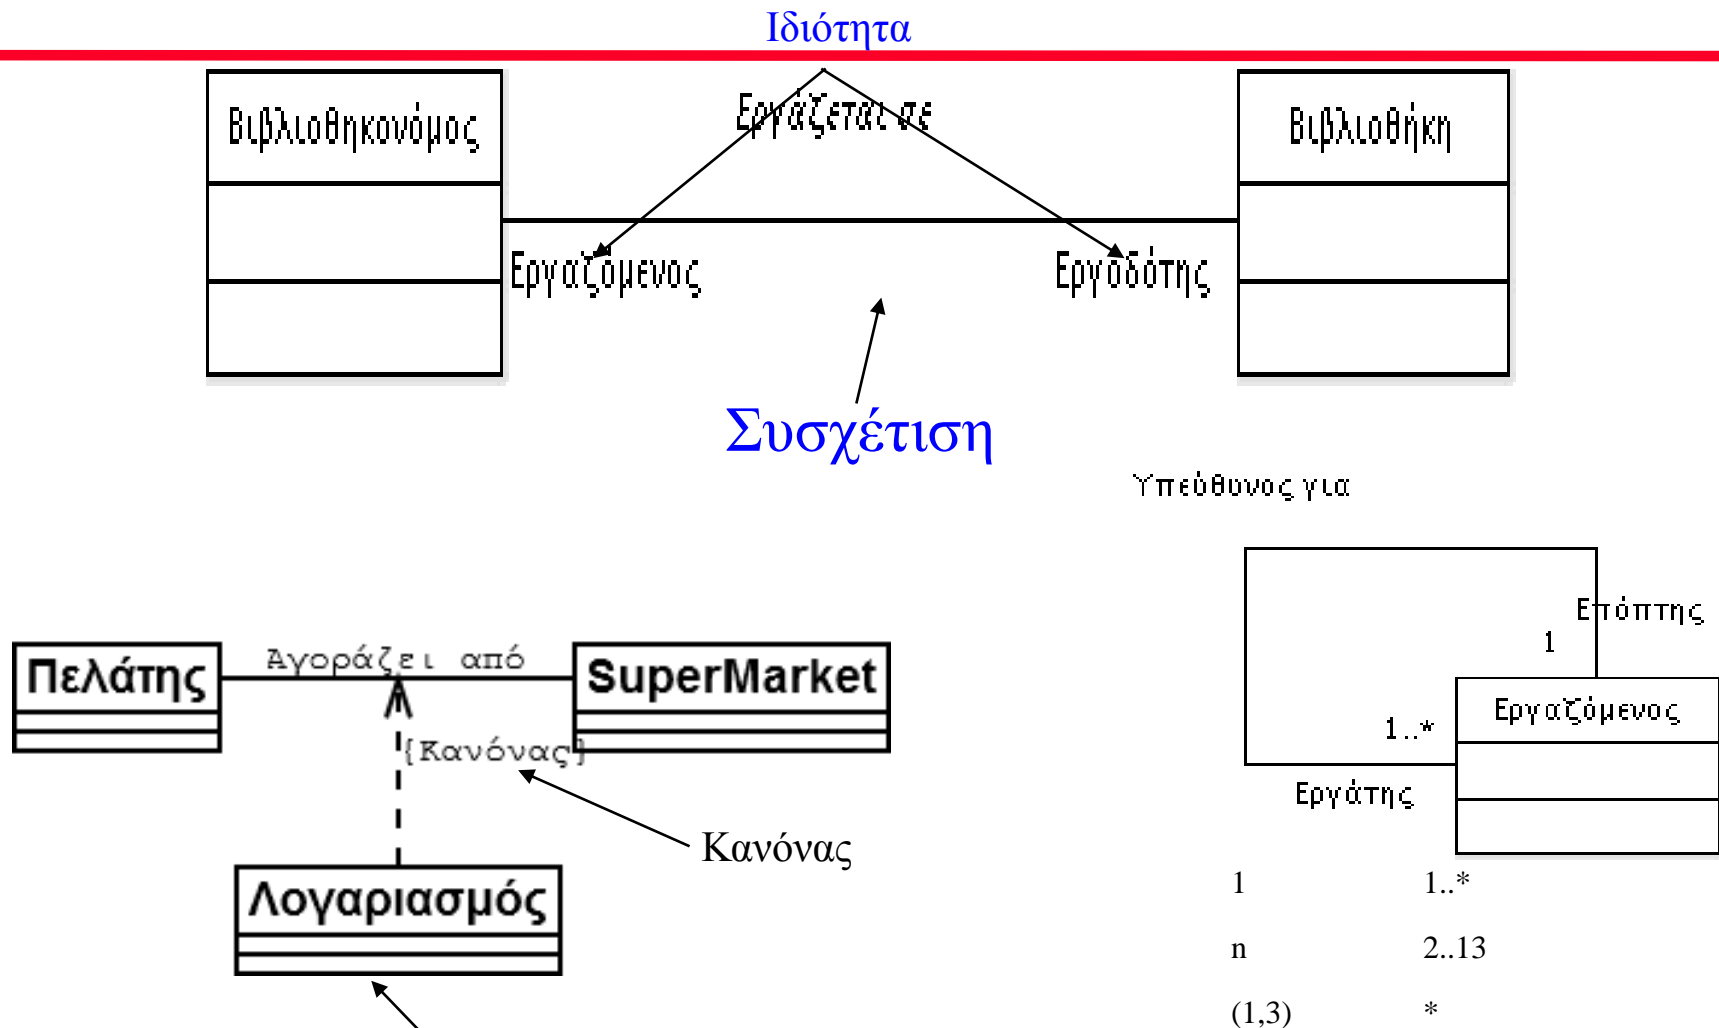 Ιδιότητα
Βιβλιοθηκονόμος
Εργάζεται σε
Βιβλιοθήκη
Εργαζόμενος
Εργοδότης
Συσχέτιση
Υπεύθυνος για
Επόπτης
1
Πελάτης
Αγοράζει από
SuperMarket
Εργαζόμενος
1..*
{Κανόνας}
Εργάτης
Κανόνας
Λογαριασμός
1 1..*
n 2..13
(1,3) *